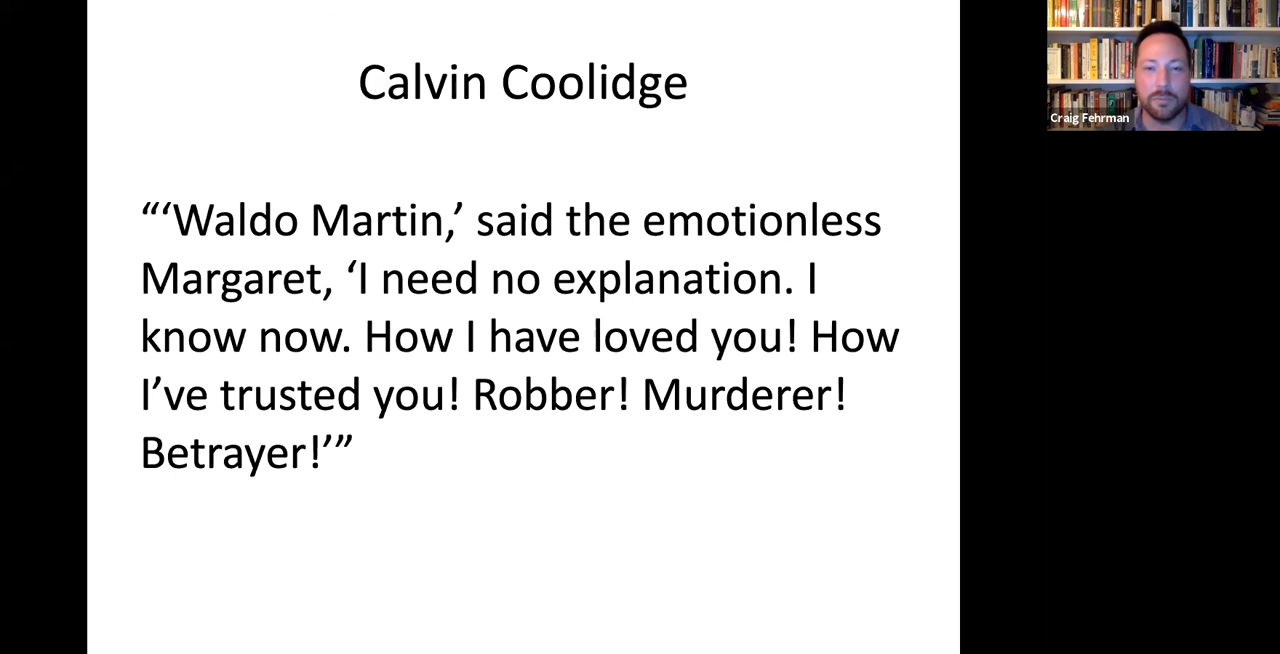 Calvin Coolidge
“‘Waldo Martin,’ said the emotionless
Margaret, ‘I need no explanation. I
know now. How I have loved you! How
I’ve trusted you! Robber! Murderer!
Betrayer!’”
Craig Fehrman